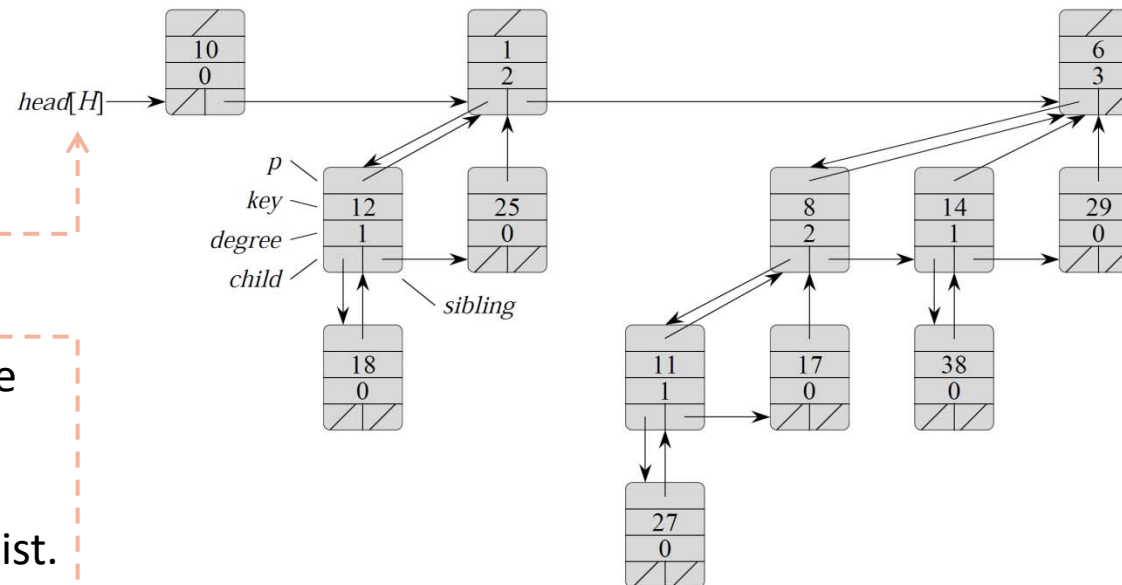 10 1 6
0 2 3
head[H]
p
key 12 25 8 14 29
degree 1 0 2 1 0
child
sibling
18 11 17 38
e
0 1 0 0
27
0
ist.